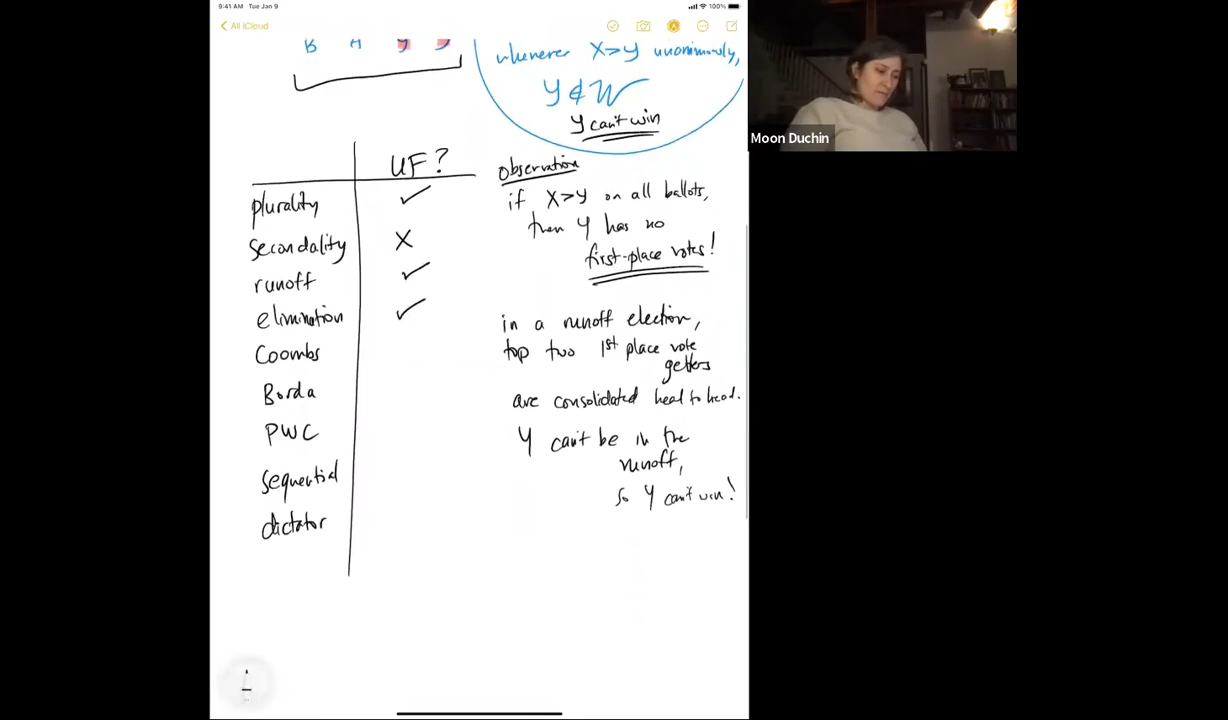 9:41 AM Tue Jan 9
100%
All iCloud
B A y y
whenever X>Y unanimously,
Y ∉ W
Y can't win
UF?
plurality ✓
secondality X
runoff ✓
elimination ✓
Coombs
Borda
PWC
sequential
dictator
observation
if X>Y on all ballots,
then Y has no
first-place votes!
in a runoff election,
top two 1st place vote
getters
are consolidated head to head.
Y can't be in the
runoff,
so Y can't win!
Moon Duchin